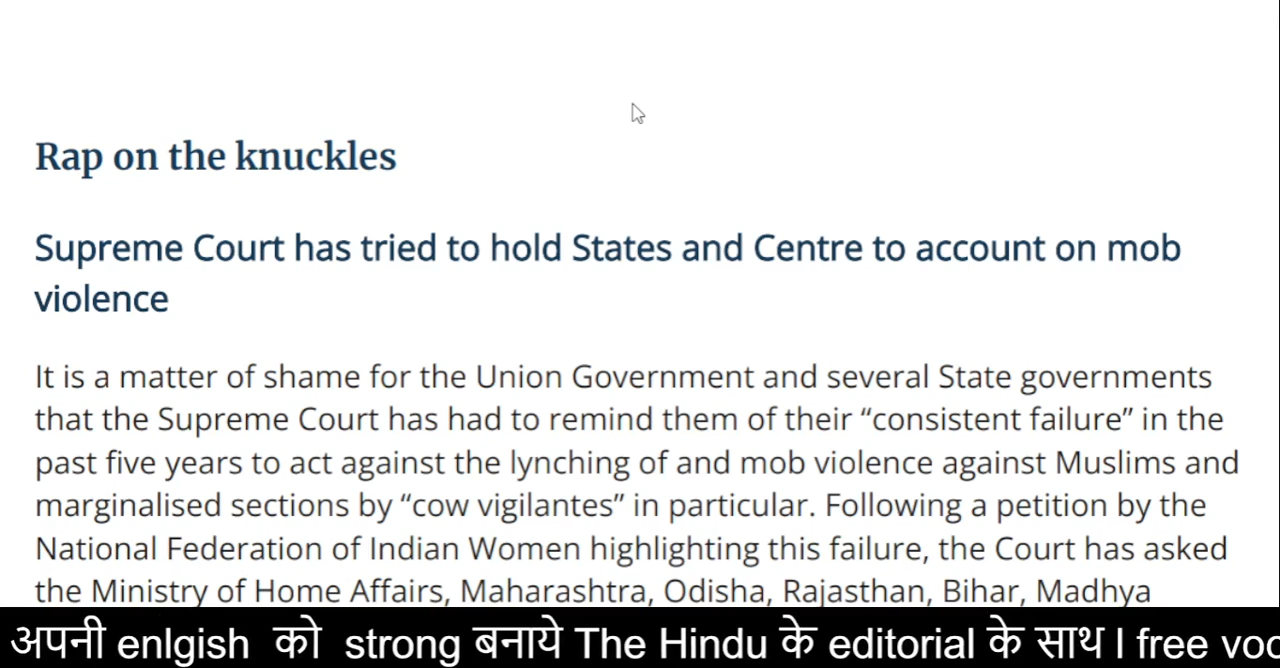 Rap on the knuckles
Supreme Court has tried to hold States and Centre to account on mob
violence
It is a matter of shame for the Union Government and several State governments
that the Supreme Court has had to remind them of their “consistent failure” in the
past five years to act against the lynching of and mob violence against Muslims and
marginalised sections by “cow vigilantes” in particular. Following a petition by the
National Federation of Indian Women highlighting this failure, the Court has asked
the Ministry of Home Affairs, Maharashtra, Odisha, Rajasthan, Bihar, Madhya
अपनी enlgish को strong बनाये The Hindu के editorial के साथ l free voc